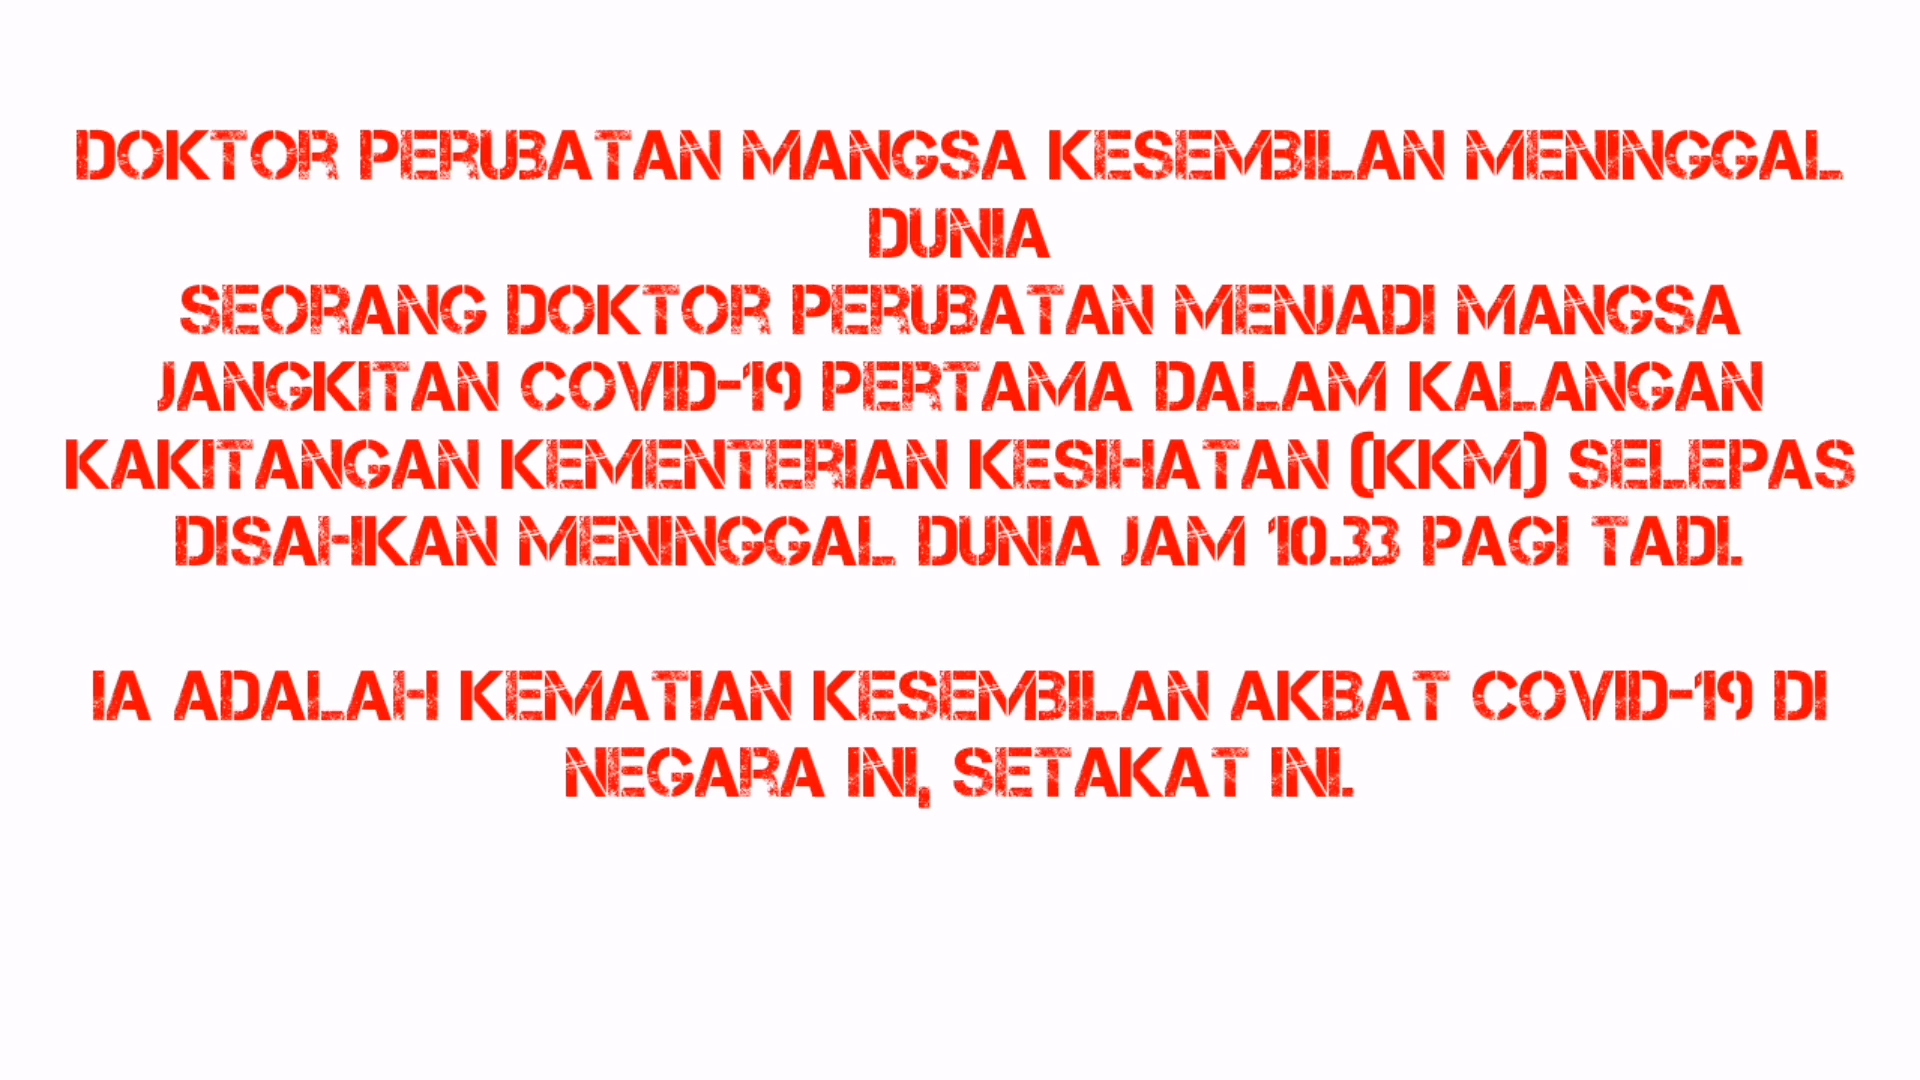 DOKTOR PERUBATAN MANGSA KESEMBILAN MENINGGAL
DUNIA
SEORANG DOKTOR PERUBATAN MENJADI MANGSA
JANGKITAN COVID-19 PERTAMA DALAM KALANGAN
KAKITANGAN KEMENTERIAN KESIHATAN (KKM) SELEPAS
DISAHKAN MENINGGAL DUNIA JAM 10.33 PAGI TADI.
IA ADALAH KEMATIAN KESEMBILAN AKBAT COVID-19 DI
NEGARA INI, SETAKAT INI.